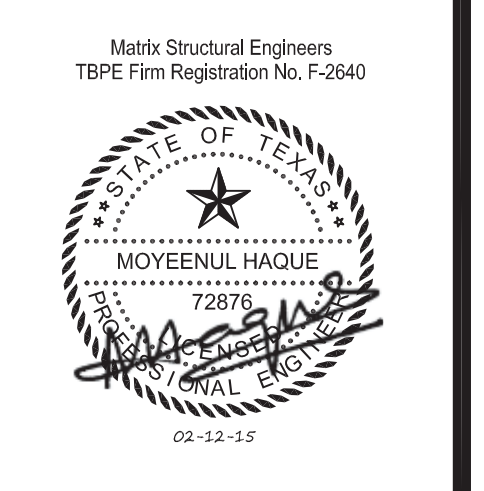 Matrix Structural Engineers
TBPE Firm Registration No. F-2640
STATE OF TEXAS
MOYEENUL HAQUE
72876
LICENSED
PROFESSIONAL ENGINEER
02-12-15